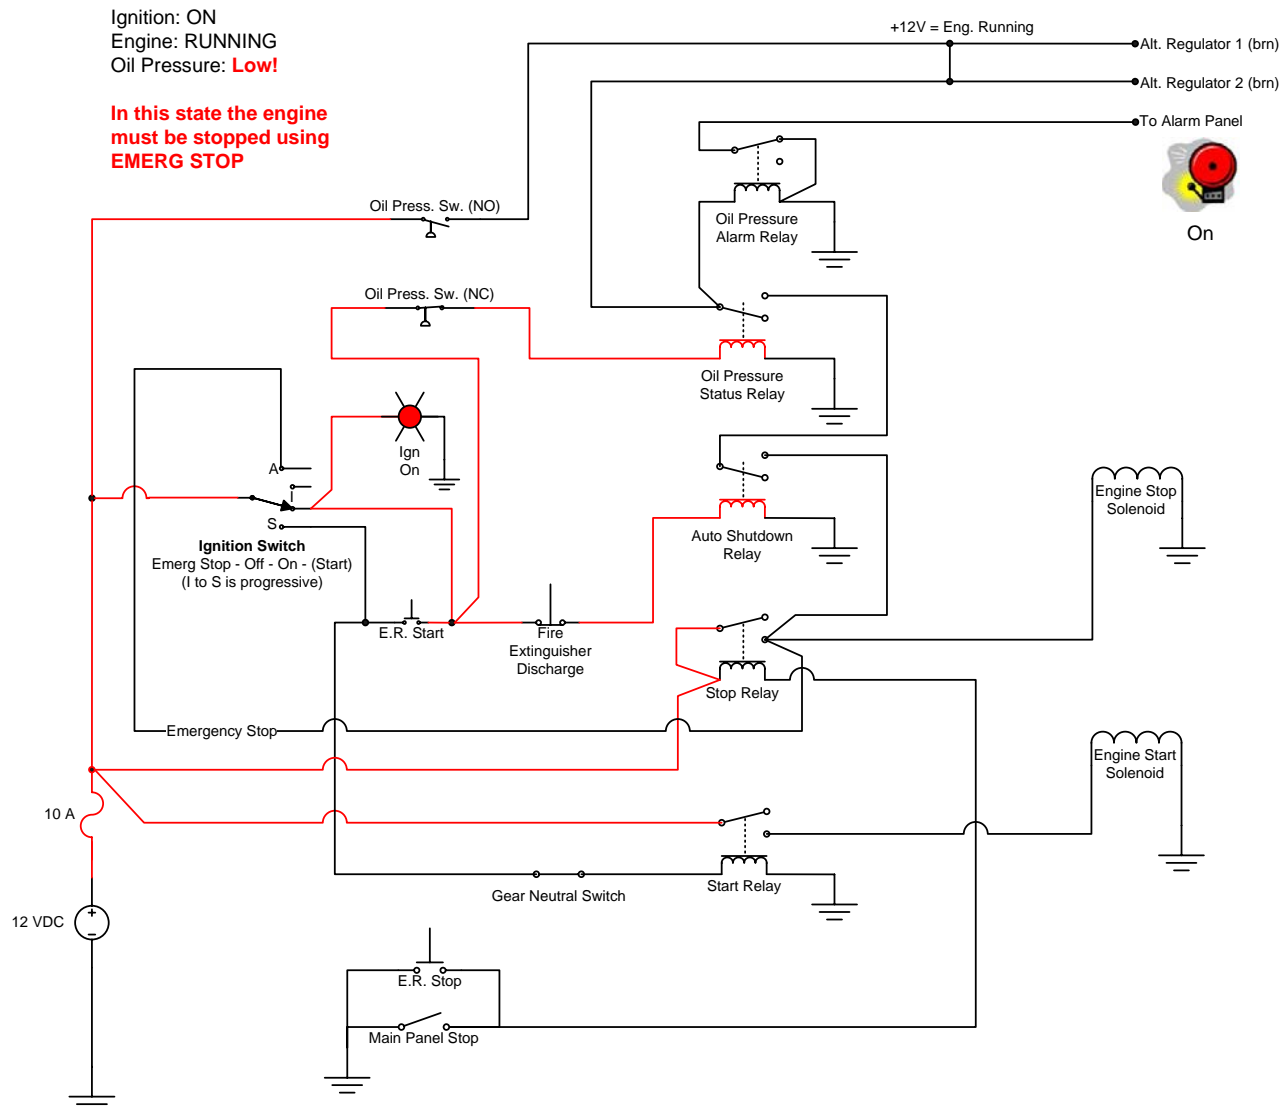 Ignition: ON
Engine: RUNNING
Oil Pressure: Low!
In this state the engine
must be stopped using
EMERG STOP
+12V = Eng. Running
Alt. Regulator 1 (brn)
Alt. Regulator 2 (brn)
To Alarm Panel
On
Oil Press. Sw. (NO)
Oil Pressure
Alarm Relay
Oil Press. Sw. (NC)
Oil Pressure
Status Relay
Ign
On
A
I
S
Ignition Switch
Emerg Stop - Off - On - (Start)
(I to S is progressive)
Auto Shutdown
Relay
Engine Stop
Solenoid
E.R. Start
Fire
Extinguisher
Discharge
Stop Relay
Emergency Stop
Engine Start
Solenoid
10 A
Start Relay
Gear Neutral Switch
12 VDC
+
−
E.R. Stop
Main Panel Stop